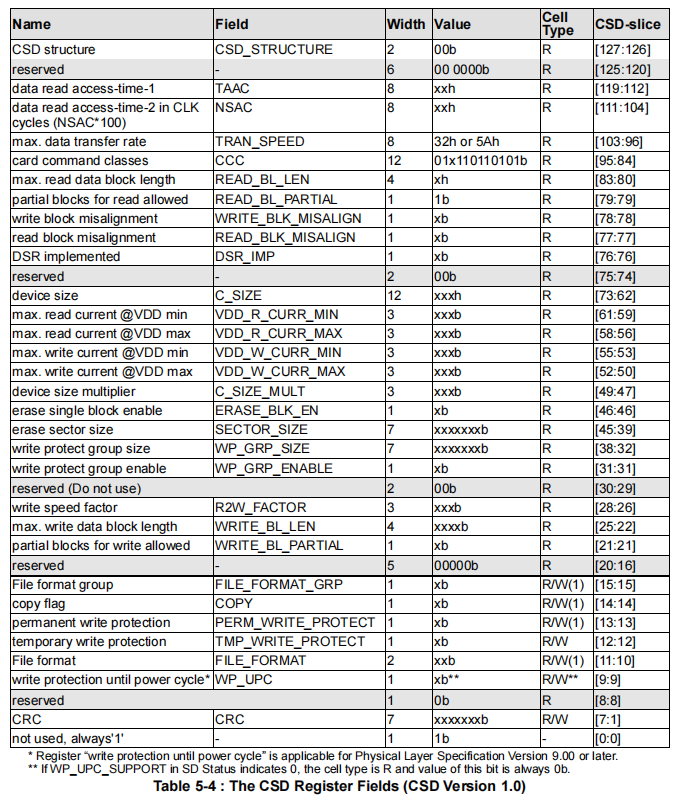 Name Field Width Value Cell Type CSD-slice
CSD structure CSD_STRUCTURE 2 00b R [127:126]
reserved - 6 00 0000b R [125:120]
data read access-time-1 TAAC 8 xxh R [119:112]
data read access-time-2 in CLK cycles (NSAC*100) NSAC 8 xxh R [111:104]
max. data transfer rate TRAN_SPEED 8 32h or 5Ah R [103:96]
card command classes CCC 12 01x110110101b R [95:84]
max. read data block length READ_BL_LEN 4 xh R [83:80]
partial blocks for read allowed READ_BL_PARTIAL 1 1b R [79:79]
write block misalignment WRITE_BLK_MISALIGN 1 xb R [78:78]
read block misalignment READ_BLK_MISALIGN 1 xb R [77:77]
DSR implemented DSR_IMP 1 xb R [76:76]
reserved - 2 00b R [75:74]
device size C_SIZE 12 xxxh R [73:62]
max. read current @VDD min VDD_R_CURR_MIN 3 xxxb R [61:59]
max. read current @VDD max VDD_R_CURR_MAX 3 xxxb R [58:56]
max. write current @VDD min VDD_W_CURR_MIN 3 xxxb R [55:53]
max. write current @VDD max VDD_W_CURR_MAX 3 xxxb R [52:50]
device size multiplier C_SIZE_MULT 3 xxxb R [49:47]
erase single block enable ERASE_BLK_EN 1 xb R [46:46]
erase sector size SECTOR_SIZE 7 xxxxxxxb R [45:39]
write protect group size WP_GRP_SIZE 7 xxxxxxxb R [38:32]
write protect group enable WP_GRP_ENABLE 1 xb R [31:31]
reserved (Do not use) 2 00b R [30:29]
write speed factor R2W_FACTOR 3 xxxb R [28:26]
max. write data block length WRITE_BL_LEN 4 xxxxb R [25:22]
partial blocks for write allowed WRITE_BL_PARTIAL 1 xb R [21:21]
reserved - 5 00000b R [20:16]
File format group FILE_FORMAT_GRP 1 xb R/W(1) [15:15]
copy flag COPY 1 xb R/W(1) [14:14]
permanent write protection PERM_WRITE_PROTECT 1 xb R/W(1) [13:13]
temporary write protection TMP_WRITE_PROTECT 1 xb R/W [12:12]
File format FILE_FORMAT 2 xxb R/W(1) [11:10]
write protection until power cycle* WP_UPC 1 xb** R/W** [9:9]
reserved 1 0b R [8:8]
CRC CRC 7 xxxxxxxb R/W [7:1]
not used, always'1' - 1 1b - [0:0]
* Register "write protection until power cycle" is applicable for Physical Layer Specification Version 9.00 or later.
** If WP_UPC_SUPPORT in SD Status indicates 0, the cell type is R and value of this bit is always 0b.
Table 5-4 : The CSD Register Fields (CSD Version 1.0)